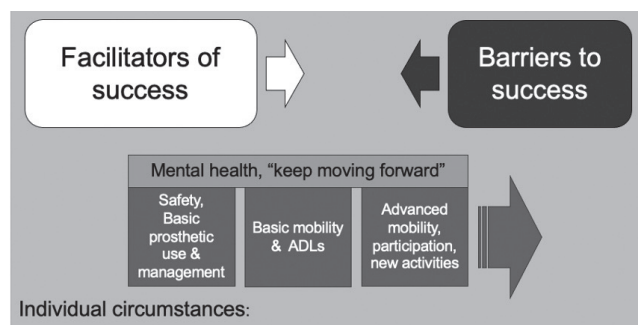 Facilitators of
success
Barriers to
success
Mental health, “keep moving forward”
Safety,
Basic
prosthetic
use &
management
Basic mobility
& ADLs
Advanced
mobility,
participation,
new activities
Individual circumstances: